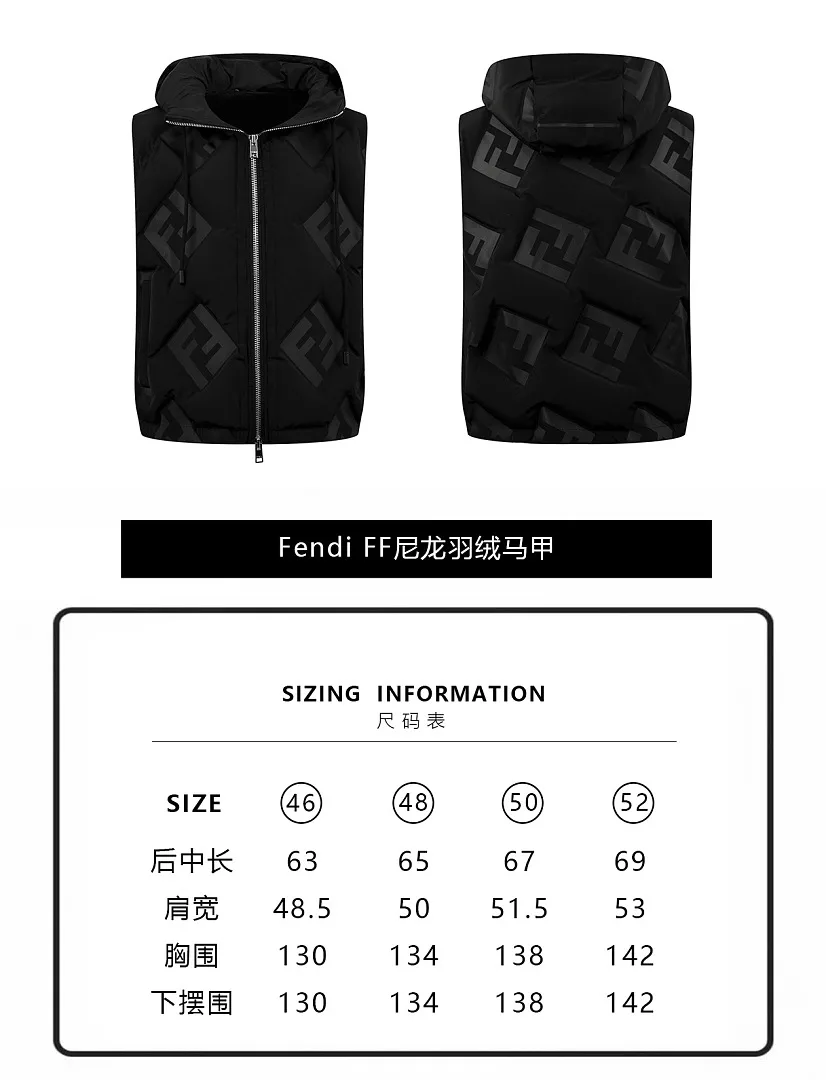 Fendi FF尼龙羽绒马甲
SIZING INFORMATION
尺码表
SIZE 46 48 50 52
后中长 63 65 67 69
肩宽 48.5 50 51.5 53
胸围 130 134 138 142
下摆围 130 134 138 142